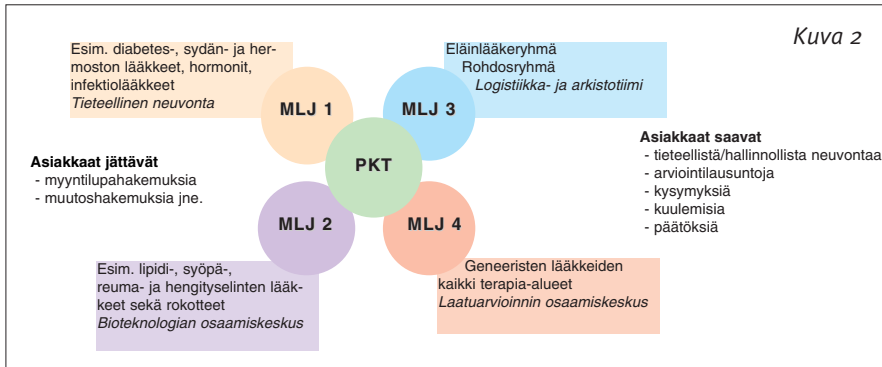 Kuva 2
Esim. diabetes-, sydän- ja her-
moston lääkkeet, hormonit,
infektiolääkkeet
Tieteellinen neuvonta
MLJ 1
Eläinlääkeryhmä
Rohdosryhmä
Logistiikka- ja arkistotiimi
MLJ 3
PKT
Asiakkaat jättävät
- myyntilupahakemuksia
- muutoshakemuksia jne.
Asiakkaat saavat
- tieteellistä/hallinnollista neuvontaa
- arviointilausuntoja
- kysymyksiä
- kuulemisia
- päätöksiä
MLJ 2
Esim. lipidi-, syöpä-,
reuma- ja hengityselinten lääk-
keet sekä rokotteet
Bioteknologian osaamiskeskus
MLJ 4
Geneeristen lääkkeiden
kaikki terapia-alueet
Laatuarvioinnin osaamiskeskus